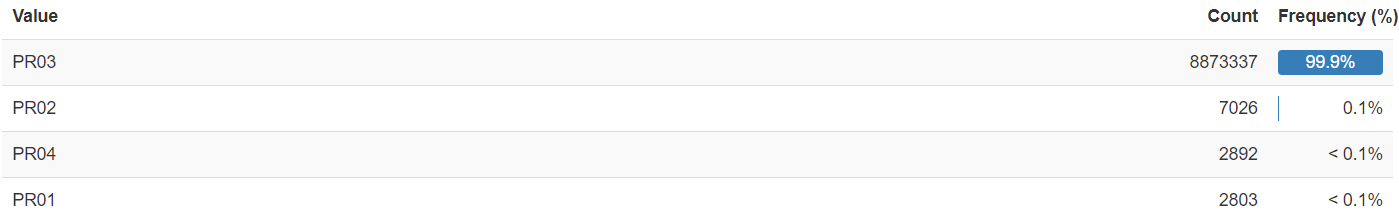 Value Count Frequency (%)
PR03 8873337 99.9%
PR02 7026 0.1%
PR04 2892 < 0.1%
PR01 2803 < 0.1%